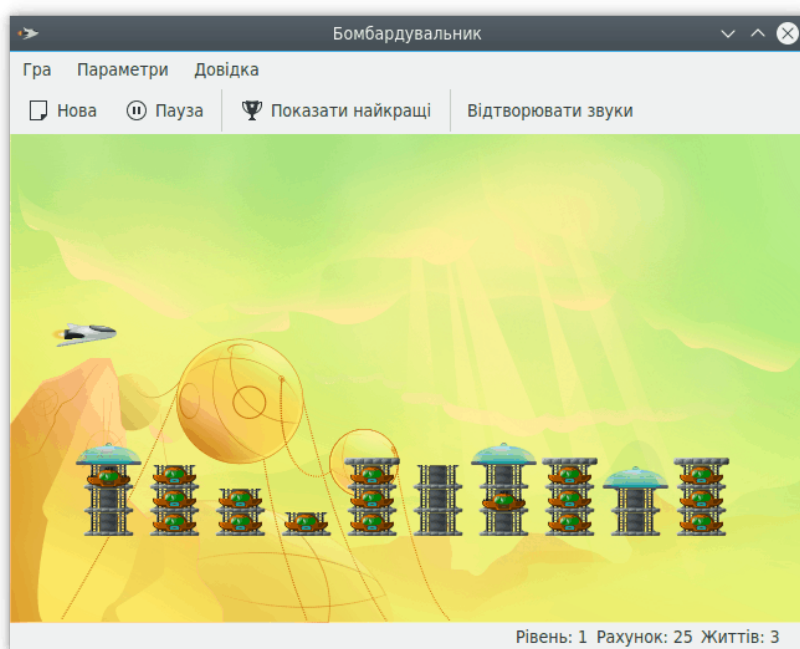 Бомбардувальник
Гра Параметри Довідка
Нова Пауза Показати найкращі Відтворювати звуки
Рівень: 1 Рахунок: 25 Життів: 3